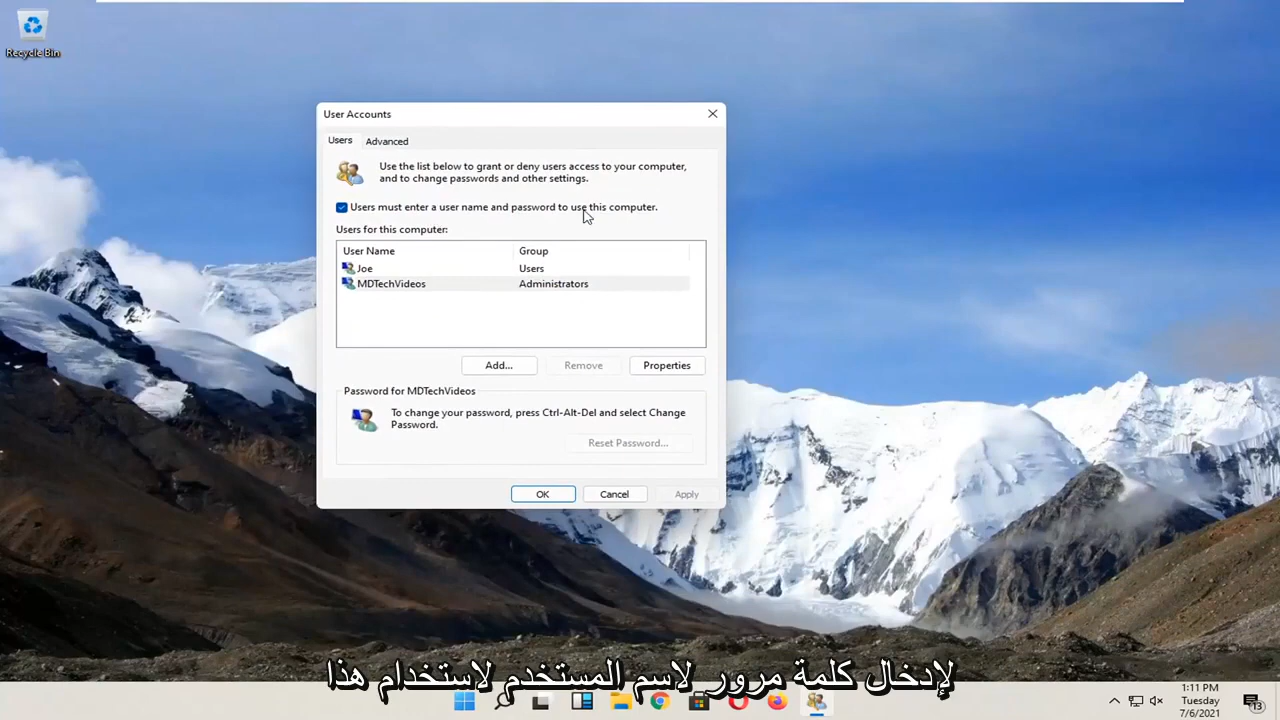 Recycle Bin
User Accounts
Users
Advanced
Use the list below to grant or deny users access to your computer,
and to change passwords and other settings.
Users must enter a user name and password to use this computer.
Users for this computer:
User Name Group
Joe Users
MDTechVideos Administrators
Add... Remove Properties
Password for MDTechVideos
To change your password, press Ctrl-Alt-Del and select Change
Password.
Reset Password...
OK Cancel Apply
لإدخال كلمة مرور لاسم المستخدم لاستخدام هذا
1:11 PM
Tuesday
7/6/2021
13